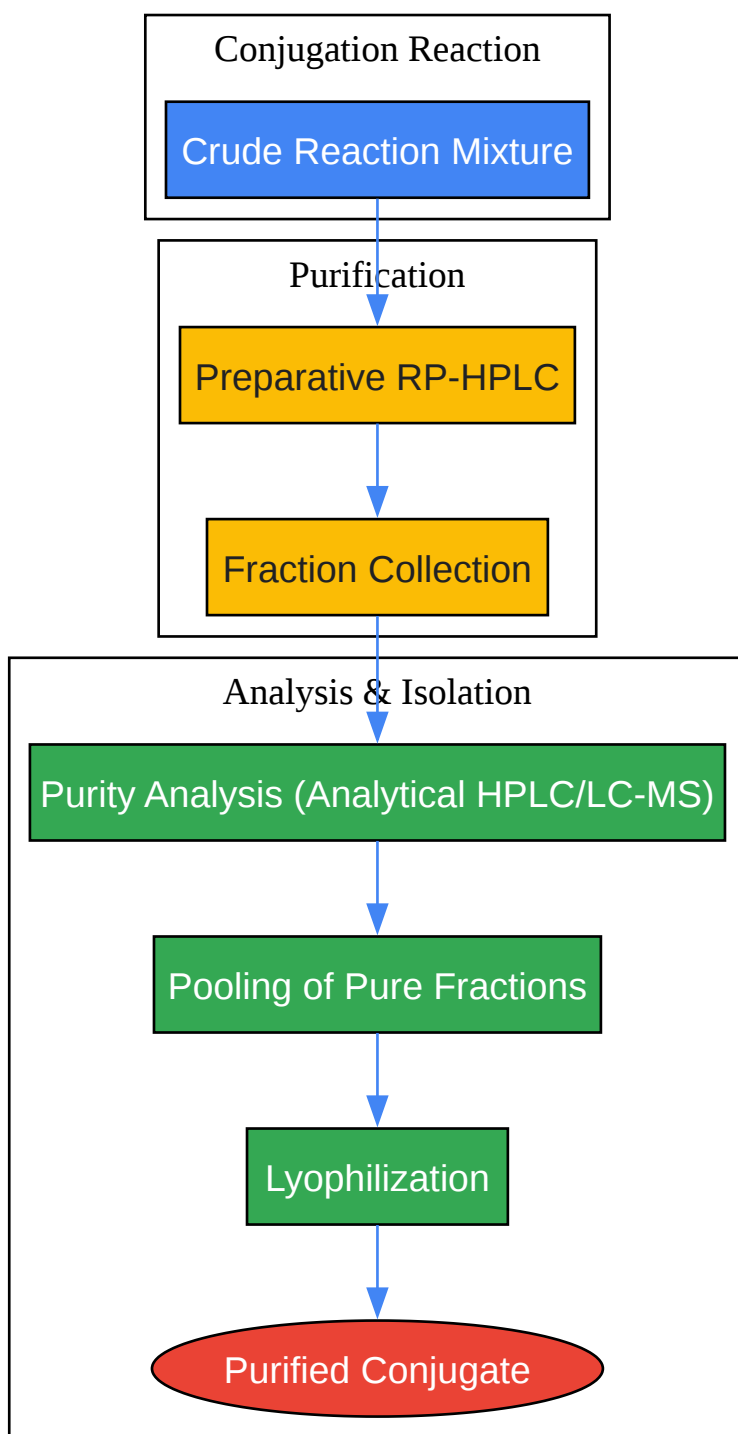 Conjugation Reaction
Crude Reaction Mixture
Purification
Preparative RP-HPLC
Fraction Collection
Analysis & Isolation
Purity Analysis (Analytical HPLC/LC-MS)
Pooling of Pure Fractions
Lyophilization
Purified Conjugate